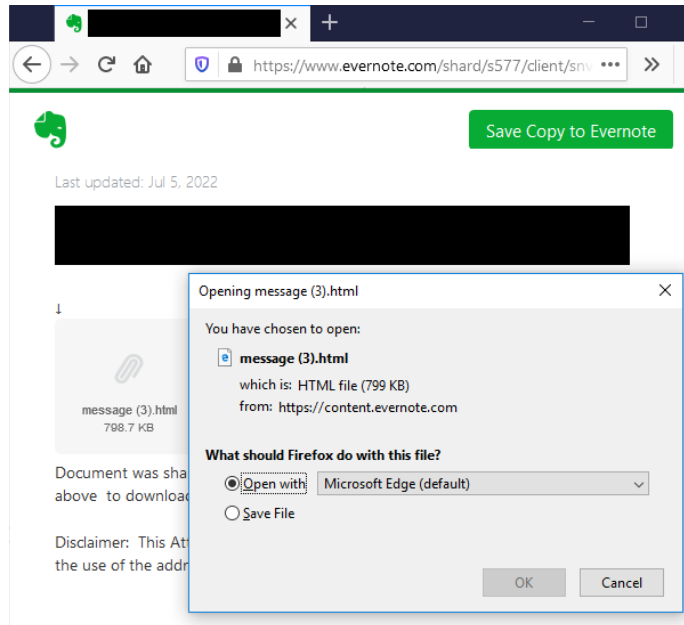 https://www.evernote.com/shard/s577/client/snv
Save Copy to Evernote
Last updated: Jul 5, 2022
↓
message (3).html
798.7 KB
Document was sha
above to downloa
Disclaimer: This Att
the use of the addr
Opening message (3).html
You have chosen to open:
message (3).html
which is: HTML file (799 KB)
from: https://content.evernote.com
What should Firefox do with this file?
Open with
Microsoft Edge (default)
Save File
OK
Cancel